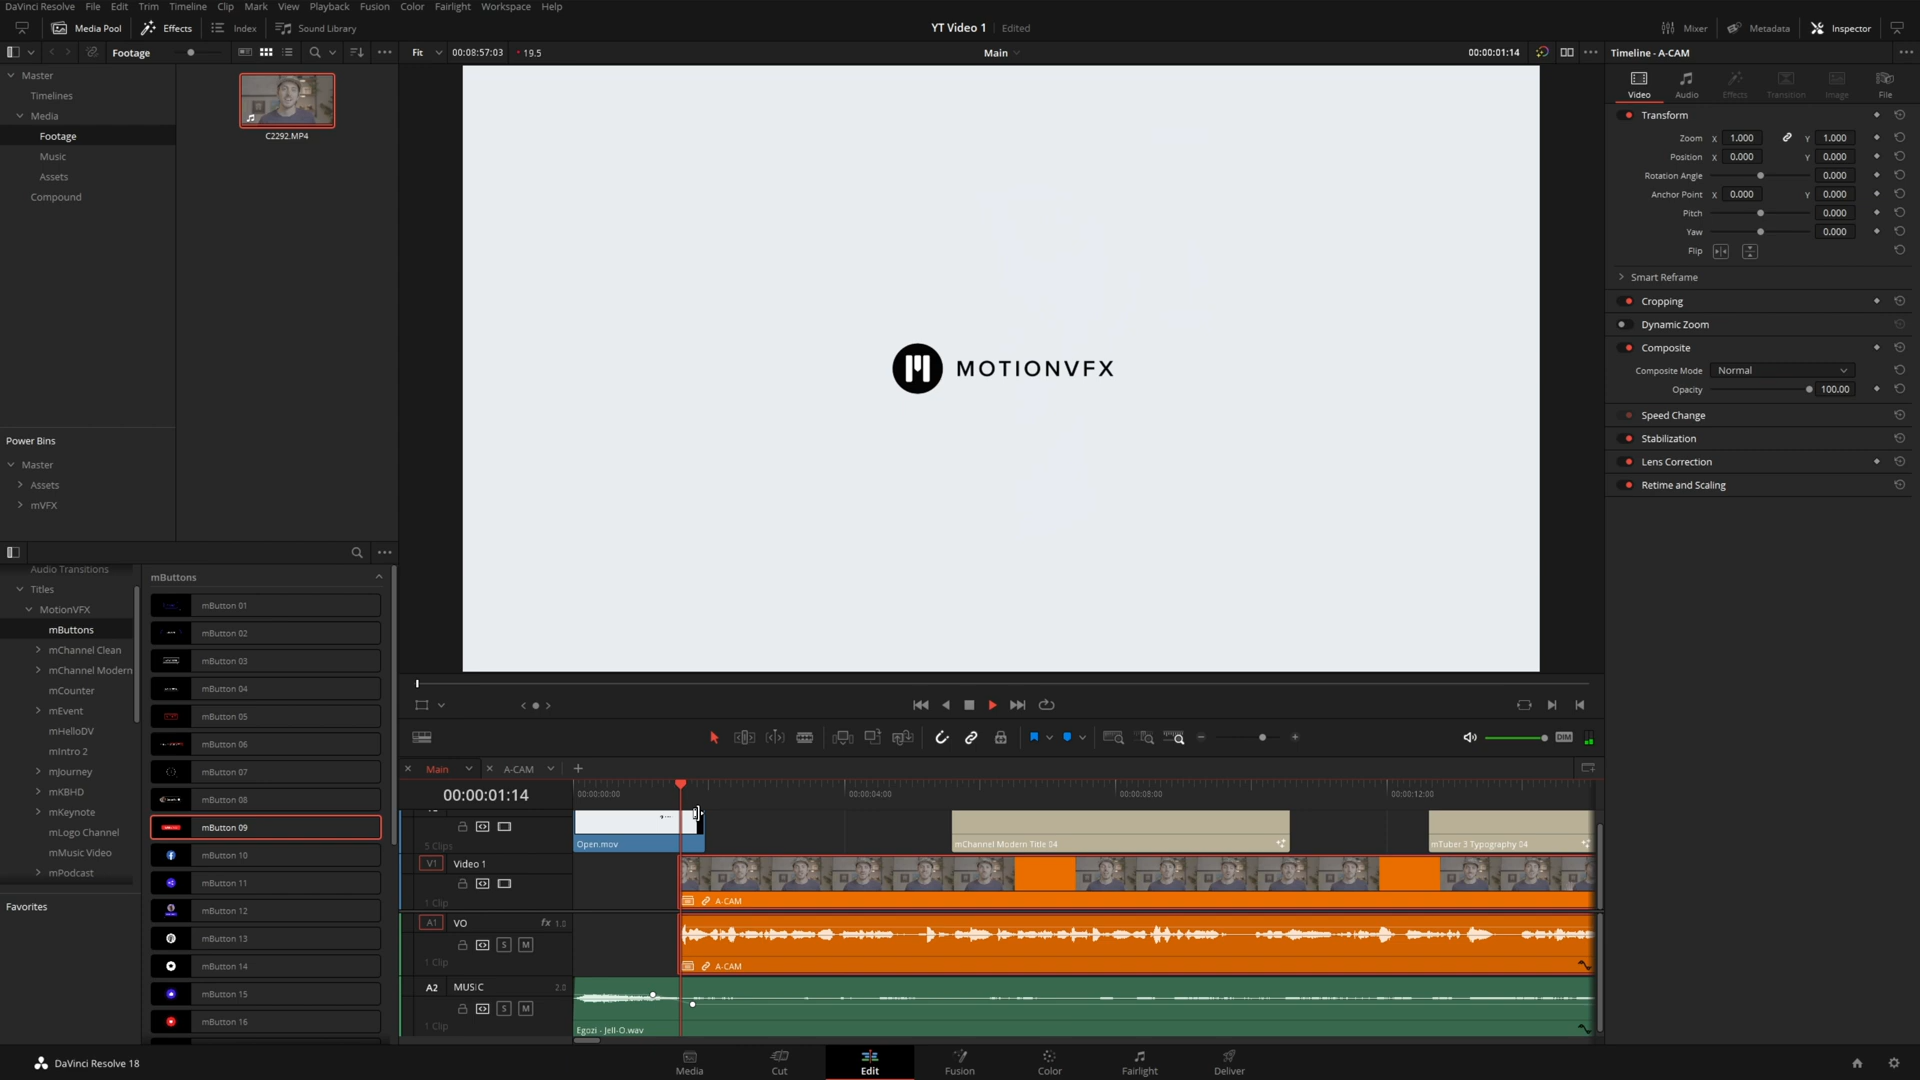 DaVinci Resolve File Edit Trim Timeline Clip Mark View Playback Fusion Color Fairlight Workspace Help
Media Pool Effects Index Sound Library YT Video 1 Edited Mixer Metadata Inspector
Footage Fit 00:08:57:03 19.5 Main 00:00:01:14 Timeline - A-CAM
Master
Timelines
Media
Footage
Music
Assets
Compound
C2292.MP4
Power Bins
Master
Assets
mVFX
MOTIONVFX
Video Audio Effects Transition Image File
Transform
Zoom X 1.000 Y 1.000
Position X 0.000 Y 0.000
Rotation Angle 0.000
Anchor Point X 0.000 Y 0.000
Pitch 0.000
Yaw 0.000
Flip
Smart Reframe
Cropping
Dynamic Zoom
Composite
Composite Mode Normal
Opacity 100.00
Speed Change
Stabilization
Lens Correction
Retime and Scaling
Audio Transitions
Titles
MotionVFX
mButtons
mChannel Clean
mChannel Modern
mCounter
mEvent
mHelloDV
mIntro 2
mJourney
mKBHD
mKeynote
mLogo Channel
mMusic Video
mPodcast
Favorites
mButtons
mButton 01
mButton 02
mButton 03
mButton 04
mButton 05
mButton 06
mButton 07
mButton 08
mButton 09
mButton 10
mButton 11
mButton 12
mButton 13
mButton 14
mButton 15
mButton 16
DIM
Main A-CAM
00:00:01:14 00:00:00:00 00:00:04:00 00:00:08:00 00:00:12:00
5 Clips Open.mov mChannel Modern Title 04 mTuber 3 Typography 04
V1 Video 1
1 Clip A-CAM
A1 VO fx 1.0
S M
1 Clip A-CAM
A2 MUSIC 2.0
S M
1 Clip Egozi - Jell-O.wav
DaVinci Resolve 18 Media Cut Edit Fusion Color Fairlight Deliver